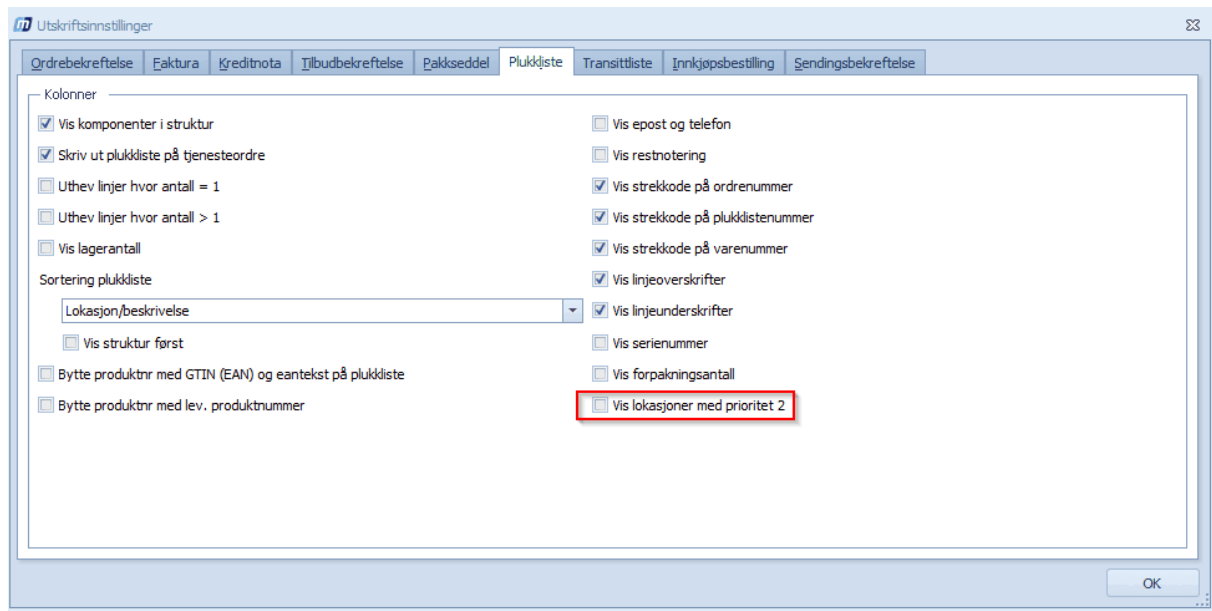 Utskriftsinnstillinger
Ordrebekreftelse Faktura Kreditnota Tilbudbekreftelse Pakkseddel Plukkliste Transittliste Innkjøpsbestilling Sendingsbekreftelse
Kolonner
Vis komponenter i struktur
Skriv ut plukkliste på tjenesteordre
Uthev linjer hvor antall = 1
Uthev linjer hvor antall > 1
Vis lagerantall
Sortering plukkliste
Lokasjon/beskrivelse
Vis struktur først
Bytte produktnr med GTIN (EAN) og eantekst på plukkliste
Bytte produktnr med lev. produktnummer
Vis epost og telefon
Vis restnotering
Vis strekkode på ordrenummer
Vis strekkode på plukklistenummer
Vis strekkode på varenummer
Vis linjeoverskrifter
Vis linjeunderskrifter
Vis serienummer
Vis forpakningsantall
Vis lokasjoner med prioritet 2
OK